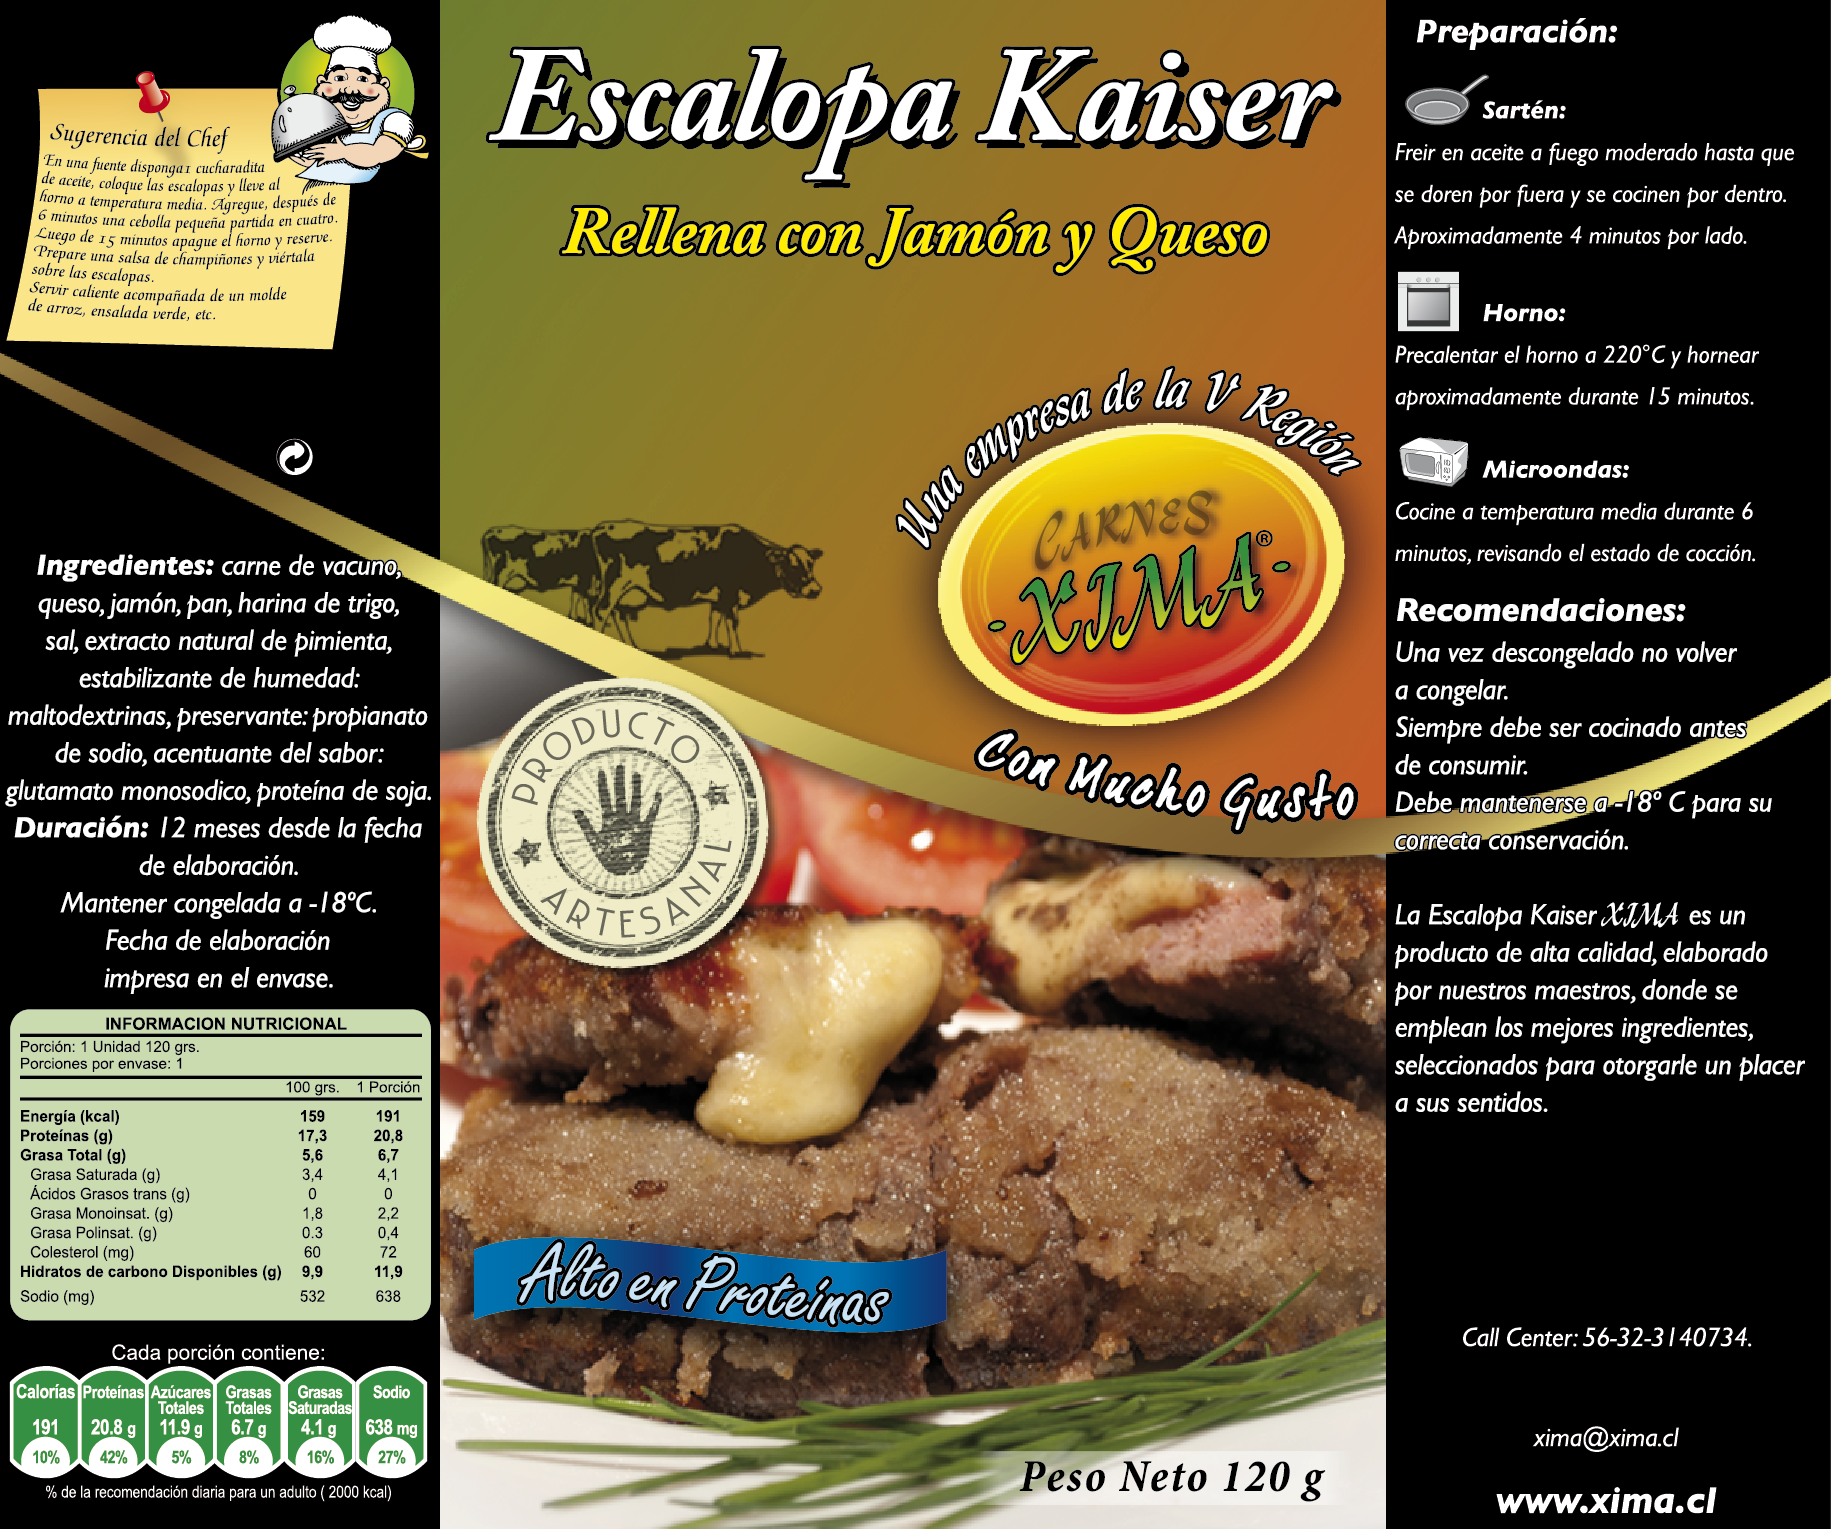 Sugerencia del Chef
En una fuente disponga 1 cucharadita
de aceite, coloque las escalopas y lleve al
horno a temperatura media. Agregue, después de
6 minutos una cebolla pequeña partida en cuatro.
Luego de 15 minutos apague el horno y reserve.
Prepare una salsa de champiñones y viértala
sobre las escalopas.
Servir caliente acompañada de un molde
de arroz, ensalada verde, etc.
Ingredientes: carne de vacuno,
queso, jamón, pan, harina de trigo,
sal, extracto natural de pimienta,
estabilizante de humedad:
maltodextrinas, preservante: propianato
de sodio, acentuante del sabor:
glutamato monosodico, proteína de soja.
Duración: 12 meses desde la fecha
de elaboración.
Mantener congelada a -18ºC.
Fecha de elaboración
impresa en el envase.
INFORMACION NUTRICIONAL
Porción: 1 Unidad 120 grs.
Porciones por envase: 1
100 grs. 1 Porción
Energía (kcal) 159 191
Proteínas (g) 17,3 20,8
Grasa Total (g) 5,6 6,7
Grasa Saturada (g) 3,4 4,1
Ácidos Grasos trans (g) 0 0
Grasa Monoinsat. (g) 1,8 2,2
Grasa Polinsat. (g) 0.3 0,4
Colesterol (mg) 60 72
Hidratos de carbono Disponibles (g) 9,9 11,9
Sodio (mg) 532 638
Cada porción contiene:
Calorías Proteínas Azúcares Totales Grasas Totales Grasas Saturadas Sodio
191 20.8 g 11.9 g 6.7 g 4.1 g 638 mg
10% 42% 5% 8% 16% 27%
% de la recomendación diaria para un adulto ( 2000 kcal)
Escalopa Kaiser
Rellena con Jamón y Queso
Una empresa de la V Región
CARNES
-XIMA-®
Con Mucho Gusto
PRODUCTO
ARTESANAL
Alto en Proteínas
Peso Neto 120 g
Preparación:
Sartén:
Freir en aceite a fuego moderado hasta que
se doren por fuera y se cocinen por dentro.
Aproximadamente 4 minutos por lado.
Horno:
Precalentar el horno a 220°C y hornear
aproximadamente durante 15 minutos.
Microondas:
Cocine a temperatura media durante 6
minutos, revisando el estado de cocción.
Recomendaciones:
Una vez descongelado no volver
a congelar.
Siempre debe ser cocinado antes
de consumir.
Debe mantenerse a -18º C para su
correcta conservación.
La Escalopa Kaiser XIMA es un
producto de alta calidad, elaborado
por nuestros maestros, donde se
emplean los mejores ingredientes,
seleccionados para otorgarle un placer
a sus sentidos.
Call Center: 56-32-3140734.
xima@xima.cl
www.xima.cl